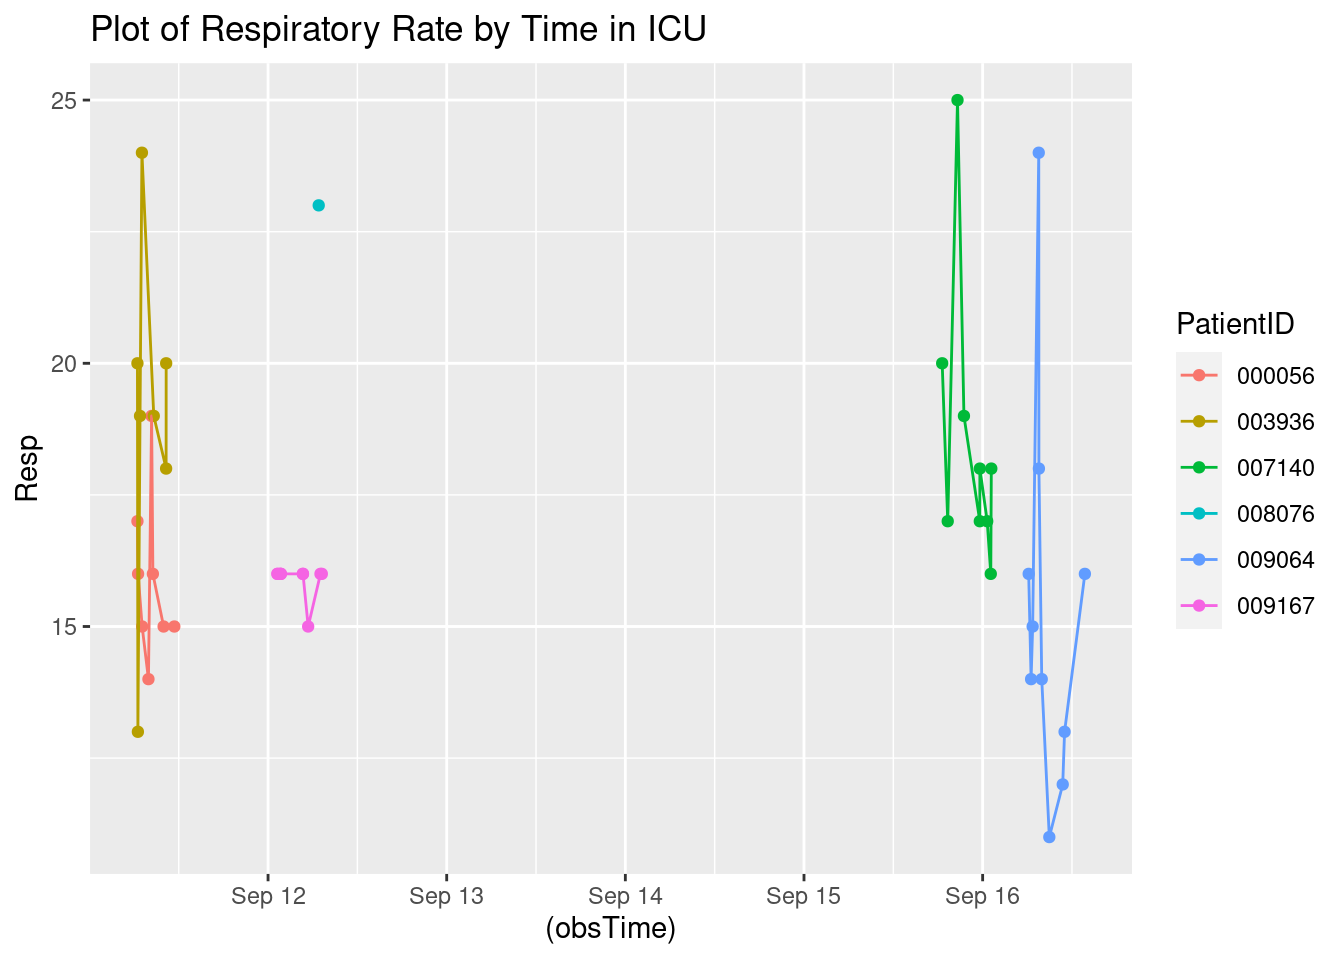 Plot of Respiratory Rate by Time in ICU
25
20
15
Resp
Sep 12
Sep 13
Sep 14
Sep 15
Sep 16
(obsTime)
PatientID
000056
003936
007140
008076
009064
009167